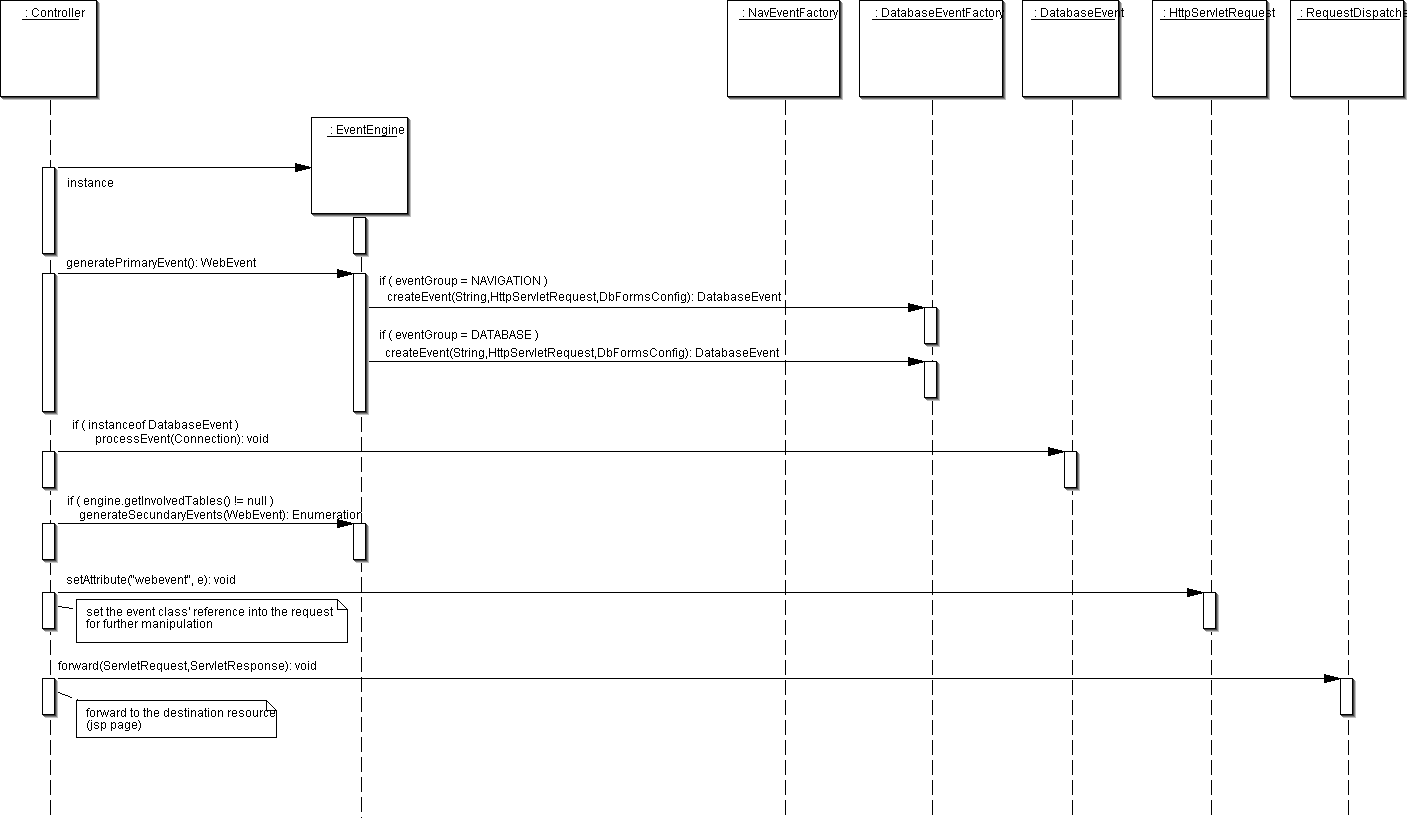 : Controller
: NavEventFactory
: DatabaseEventFactory
: DatabaseEvent
: HttpServletRequest
: RequestDispatche
: EventEngine
instance
generatePrimaryEvent(): WebEvent
if ( eventGroup = NAVIGATION )
createEvent(String,HttpServletRequest,DbFormsConfig): DatabaseEvent
if ( eventGroup = DATABASE )
createEvent(String,HttpServletRequest,DbFormsConfig): DatabaseEvent
if ( instanceof DatabaseEvent )
processEvent(Connection): void
if ( engine.getInvolvedTables() != null )
generateSecundaryEvents(WebEvent): Enumeration
setAttribute("webevent", e): void
set the event class' reference into the request
for further manipulation
forward(ServletRequest,ServletResponse): void
forward to the destination resource
(jsp page)